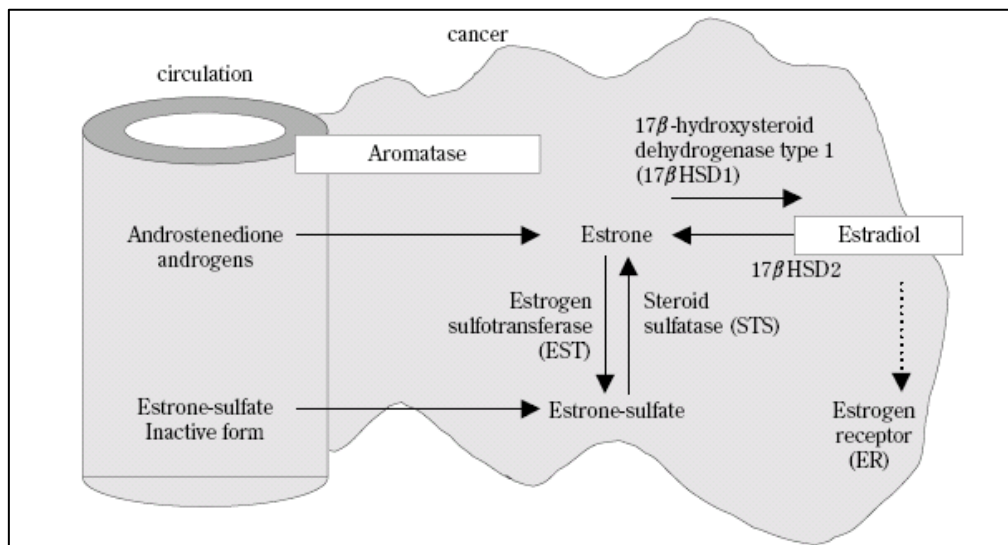 cancer
circulation
Aromatase
17β-hydroxysteroid
dehydrogenase type 1
(17βHSD1)
Androstenedione
androgens
Estrone
Estradiol
17βHSD2
Estrogen
sulfotransferase
(EST)
Steroid
sulfatase (STS)
Estrone-sulfate
Inactive form
Estrone-sulfate
Estrogen
receptor
(ER)